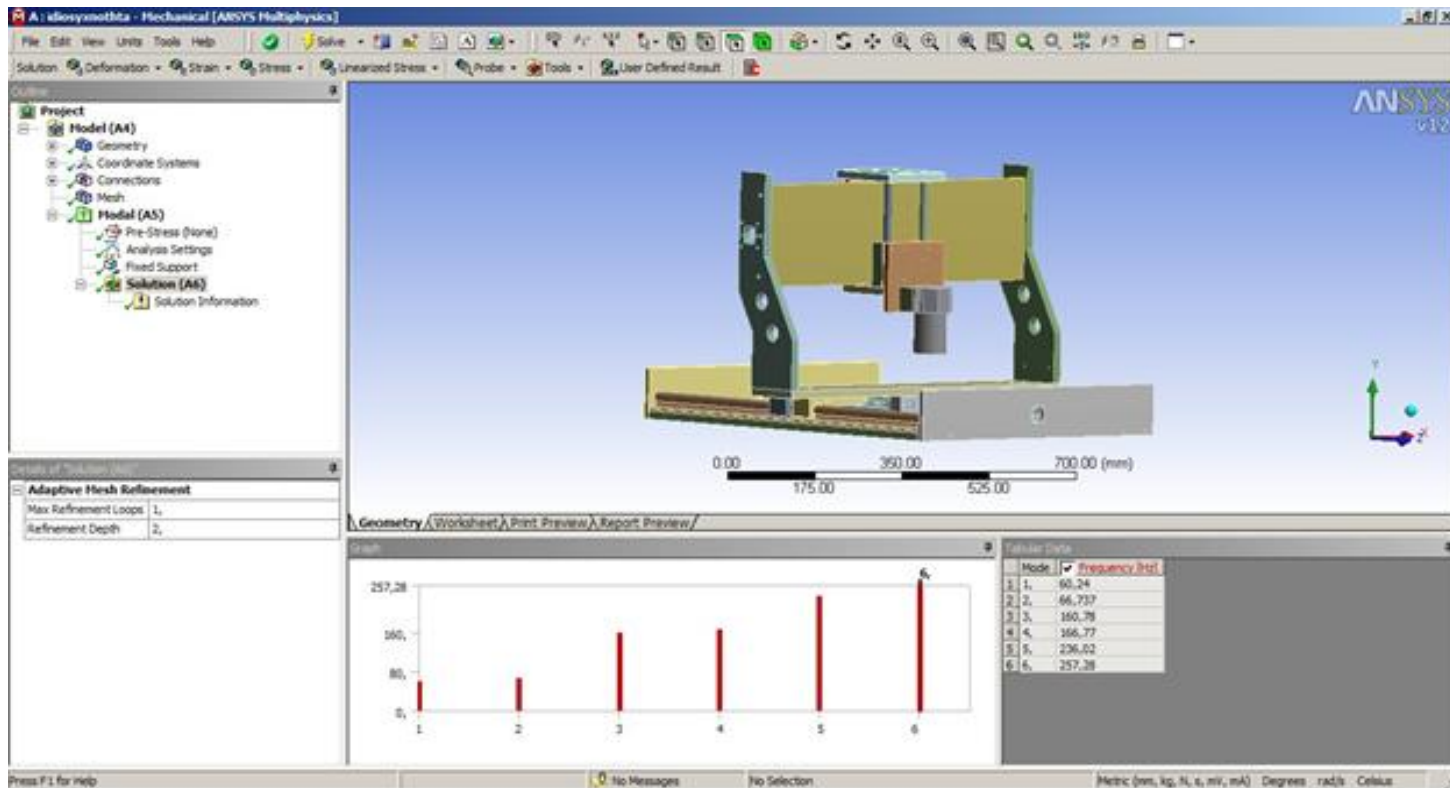 A : idiosyxnothta - Mechanical [ANSYS Multiphysics]
File Edit View Units Tools Help Solve
Solution Deformation Strain Stress Linearized Stress Probe Tools User Defined Result
Outline
Project
Model (A4)
Geometry
Coordinate Systems
Connections
Mesh
Modal (A5)
Pre-Stress (None)
Analysis Settings
Fixed Support
Solution (A6)
Solution Information
ANSYS
v12
Y
X
Z
0.00 350.00 700.00 (mm)
175.00 525.00
Details of "Solution (A6)"
Adaptive Mesh Refinement
Max Refinement Loops 1,
Refinement Depth 2,
Geometry Worksheet Print Preview Report Preview
Graph
257,28
160,
80,
0,
6,
1 2 3 4 5 6
Tabular Data
Mode Frequency [Hz]
1 1, 60,24
2 2, 66,737
3 3, 160,78
4 4, 166,77
5 5, 236,02
6 6, 257,28
Press F1 for Help No Messages No Selection Metric (mm, kg, N, s, mV, mA) Degrees rad/s Celsius